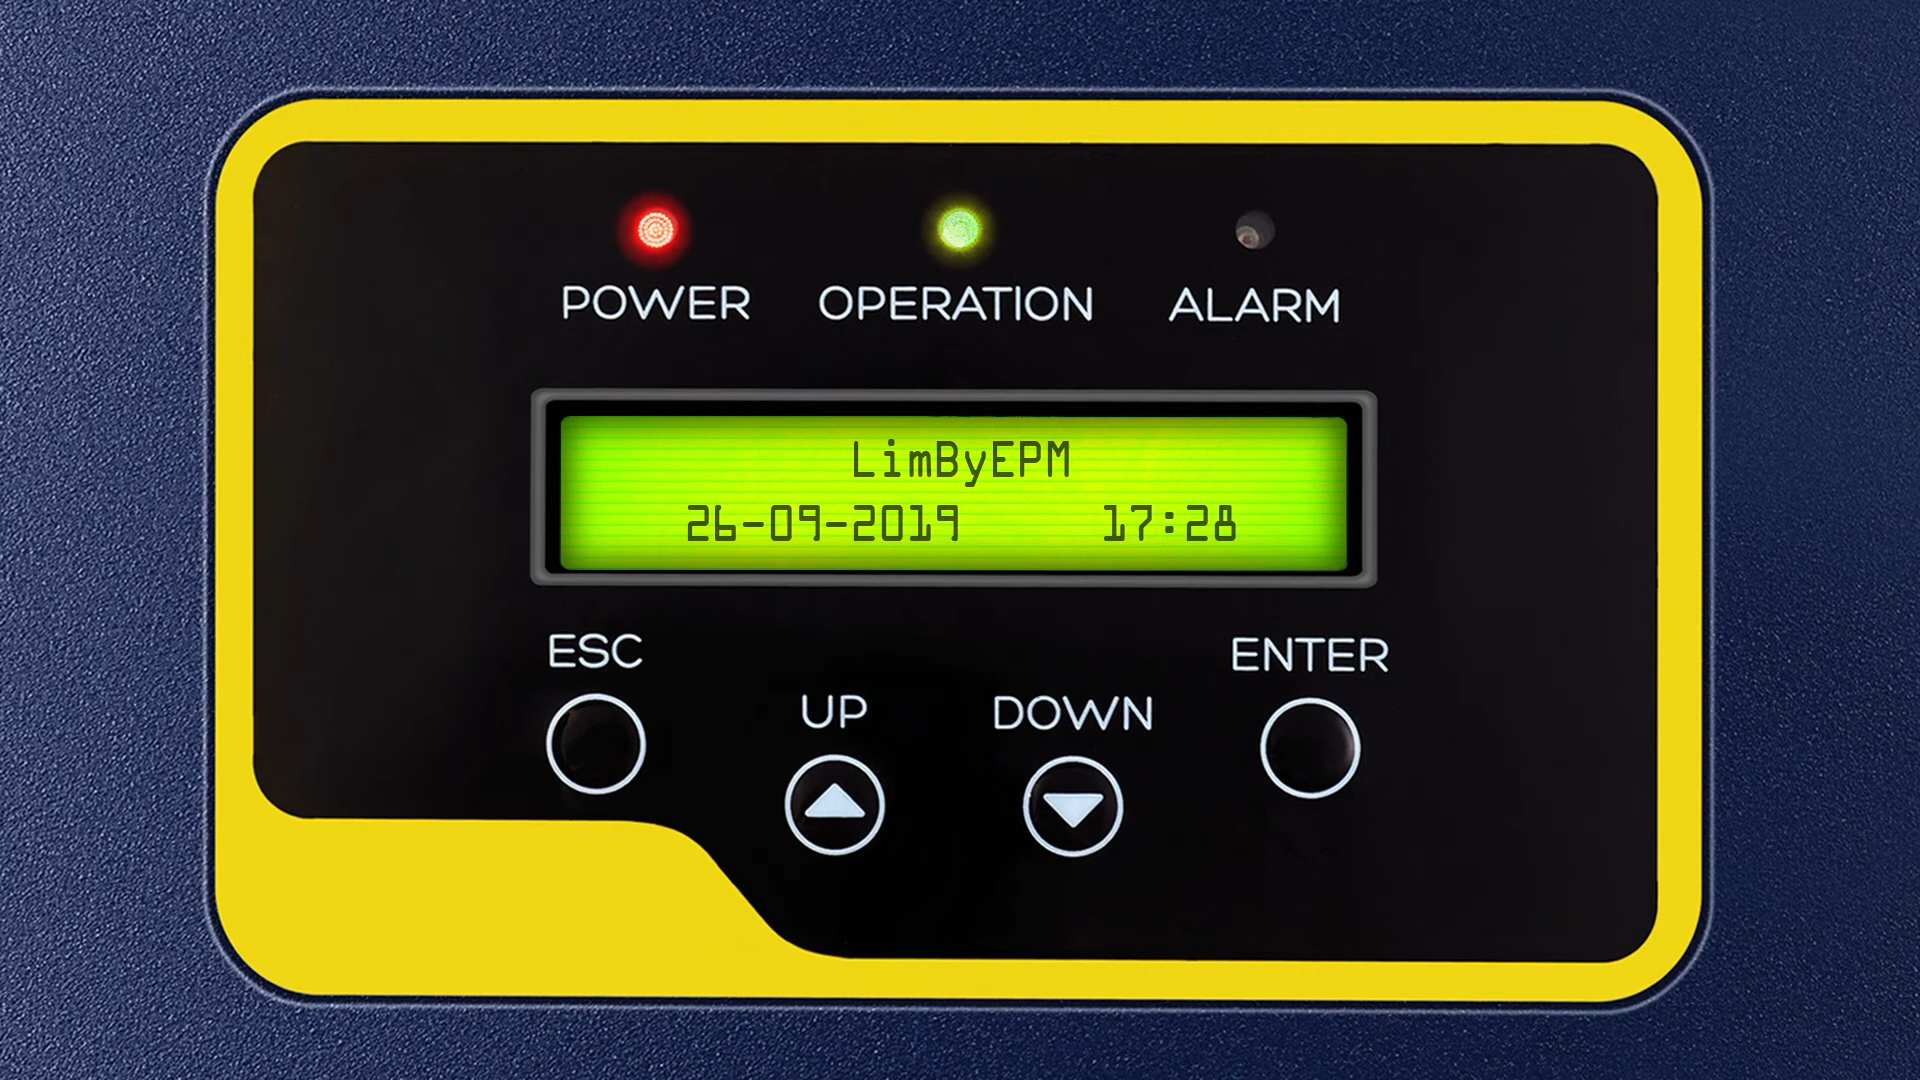 POWER OPERATION ALARM
LimByEPM
26-09-2019 17:28
ESC
ENTER
UP
DOWN